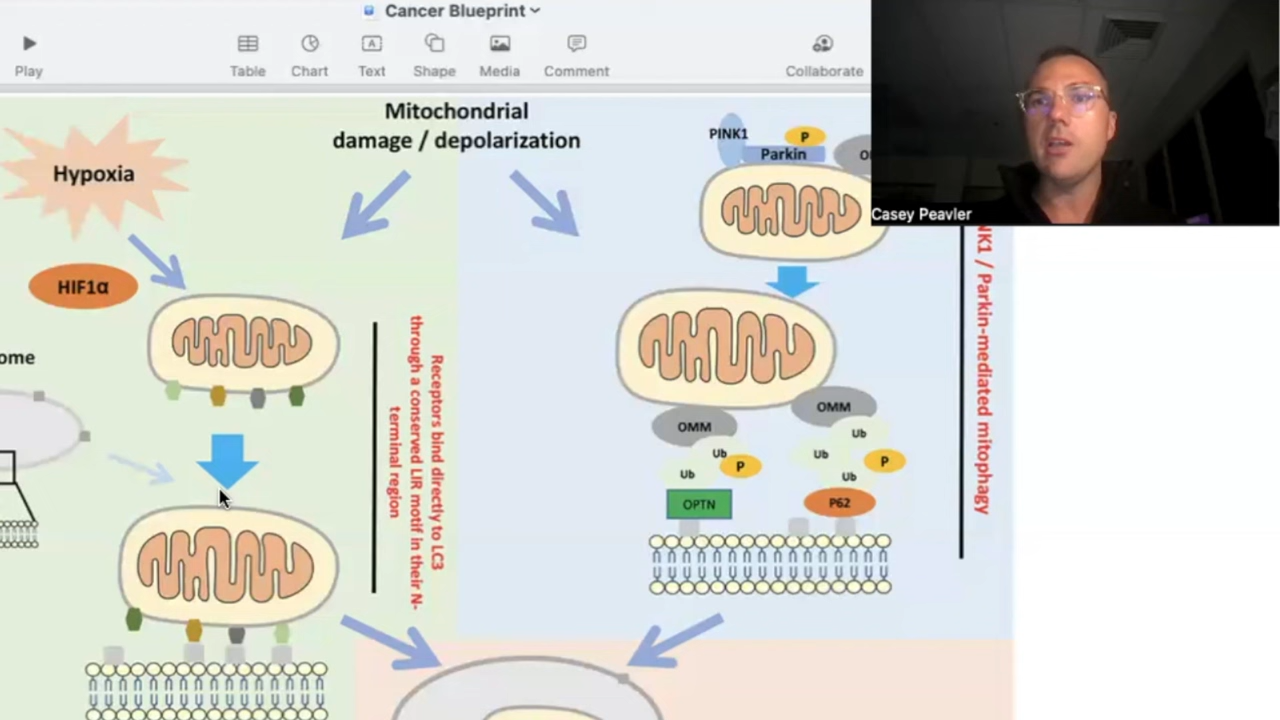 Cancer Blueprint
Play
Table
Chart
Text
Shape
Media
Comment
Collaborate
Casey Peavler
Mitochondrial
damage / depolarization
Hypoxia
HIF1α
ome
Receptors bind directly to LC3
through a conserved LIR motif in their N-
terminal region
PINK1
P
Parkin
O
NK1 / Parkin-mediated mitophagy
OMM
OMM
Ub
Ub
Ub
P
Ub
P
Ub
OPTN
P62